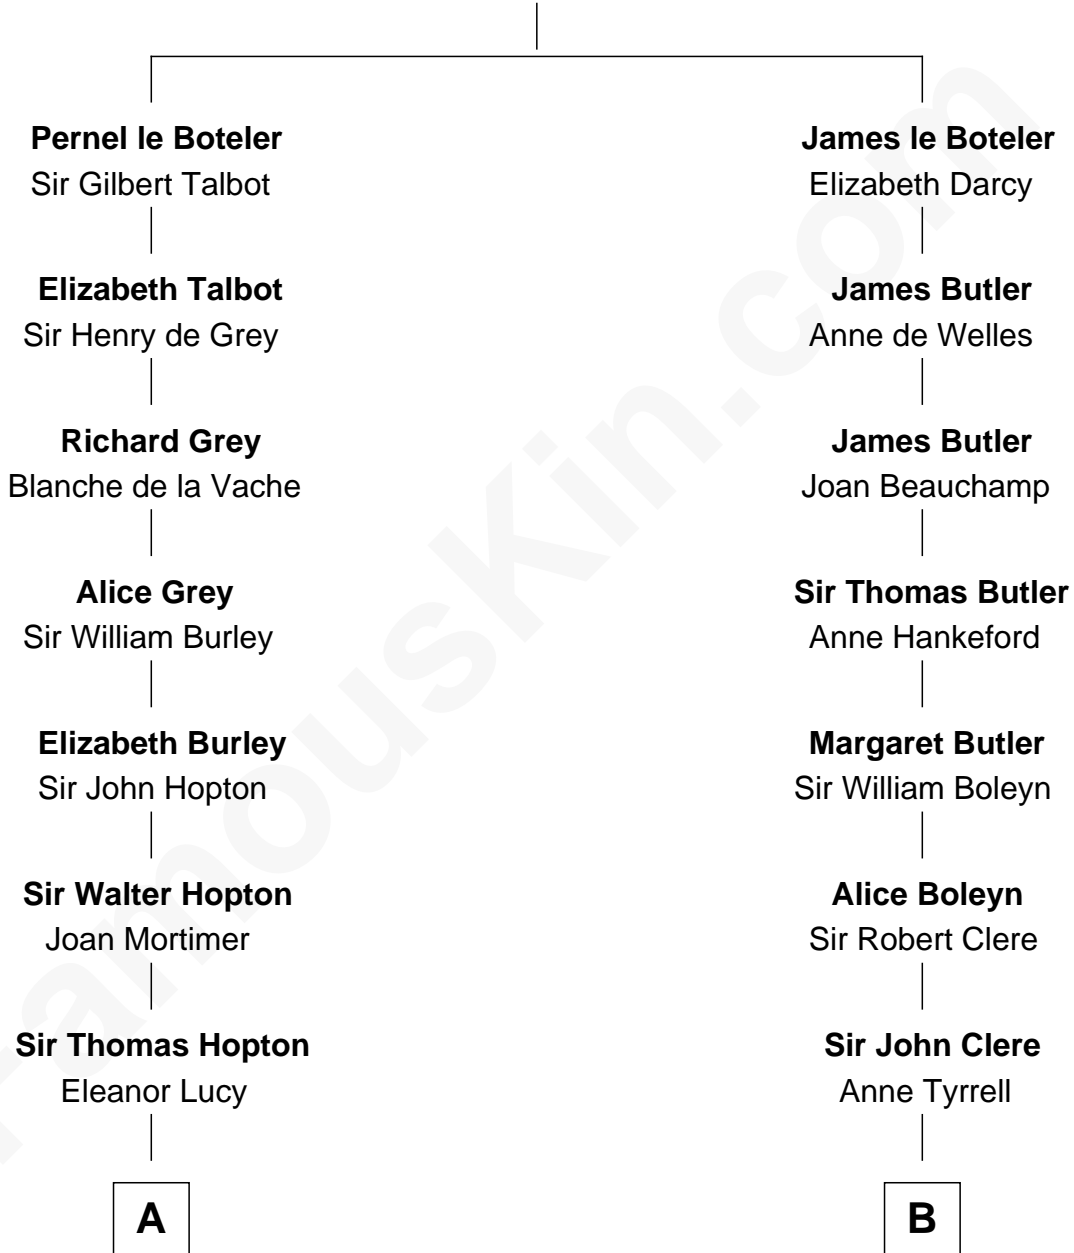 Pernel le Boteler
Sir Gilbert Talbot
Elizabeth Talbot
Sir Henry de Grey
Richard Grey
Blanche de la Vache
Alice Grey
Sir William Burley
Elizabeth Burley
Sir John Hopton
Sir Walter Hopton
Joan Mortimer
Sir Thomas Hopton
Eleanor Lucy
A
James le Boteler
Elizabeth Darcy
James Butler
Anne de Welles
James Butler
Joan Beauchamp
Sir Thomas Butler
Anne Hankeford
Margaret Butler
Sir William Boleyn
Alice Boleyn
Sir Robert Clere
Sir John Clere
Anne Tyrrell
B
FamousKin.com